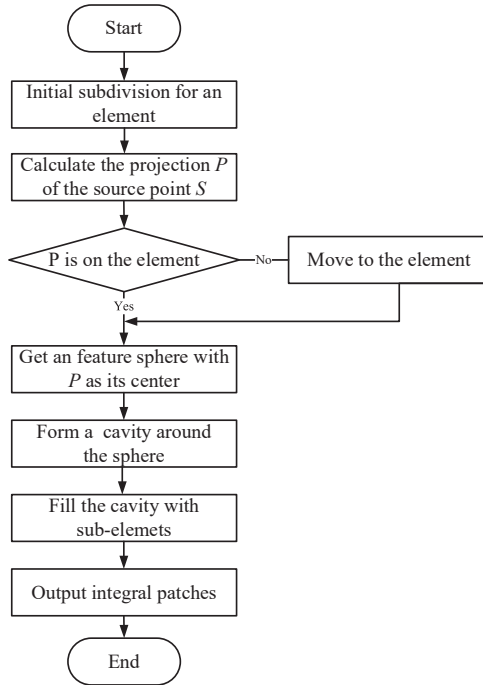 Start
Initial subdivision for an
element
Calculate the projection P
of the source point S
P is on the element
No
Move to the element
Yes
Get an feature sphere with
P as its center
Form a cavity around
the sphere
Fill the cavity with
sub-elemets
Output integral patches
End